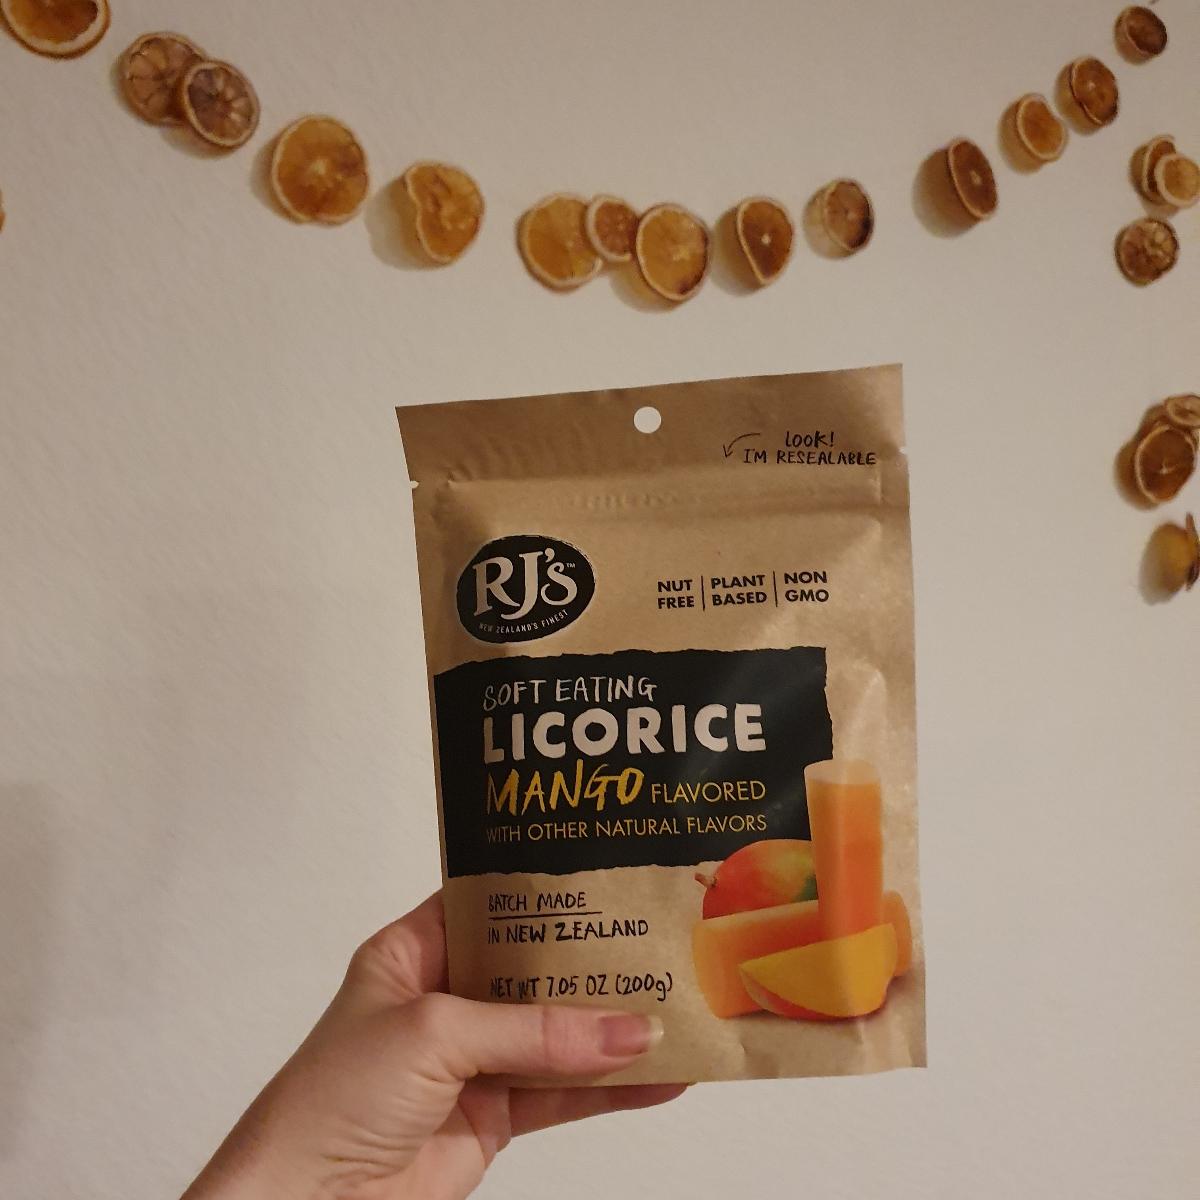 LOOK!
I'M RESEALABLE
RJ's™
NEW ZEALAND'S FINEST
NUT FREE | PLANT BASED | NON GMO
SOFT EATING
LICORICE
MANGO FLAVORED
WITH OTHER NATURAL FLAVORS
BATCH MADE
IN NEW ZEALAND
NET WT 7.05 OZ (200g)